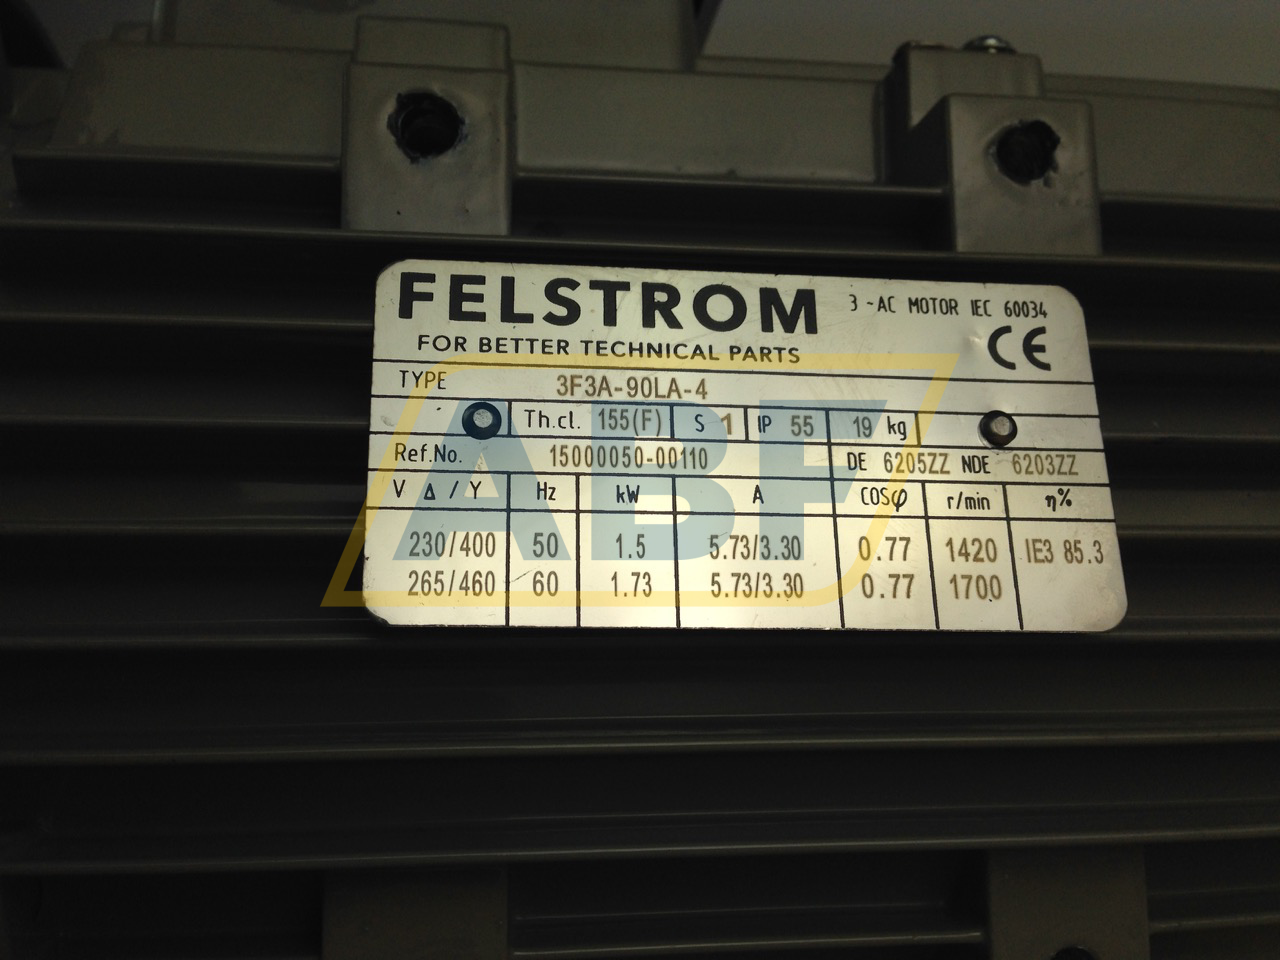 FELSTROM
3 ~AC MOTOR IEC 60034
FOR BETTER TECHNICAL PARTS
CE
TYPE 3F3A-90LA-4
Th.cl. 155(F) S 1 IP 55 19 kg
Ref.No. 15000050-00110 DE 6205ZZ NDE 6203ZZ
V Δ / Y Hz kW A COSφ r/min η%
230/400 50 1.5 5.73/3.30 0.77 1420 IE3 85.3
265/460 60 1.73 5.73/3.30 0.77 1700
ABF